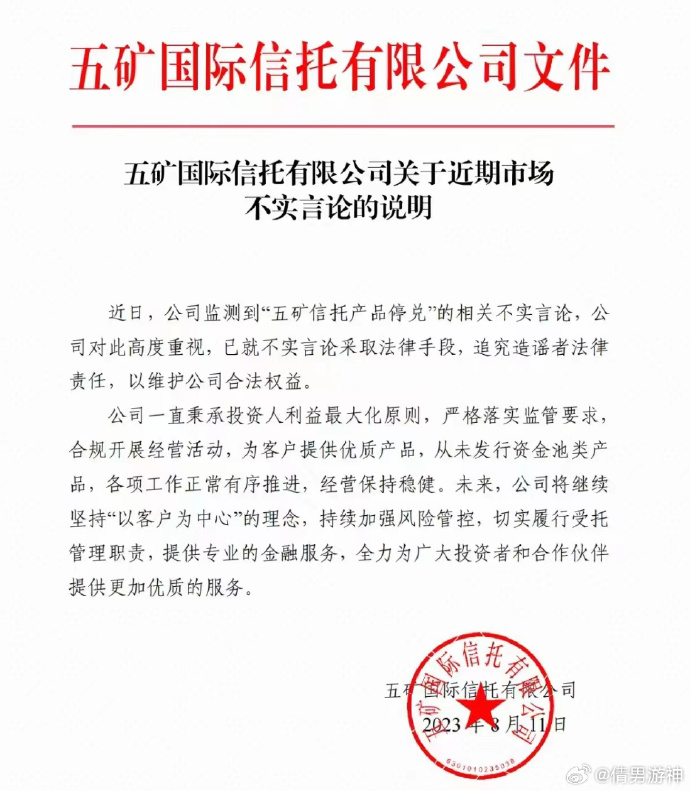 五矿国际信托有限公司文件
五矿国际信托有限公司关于近期市场
不实言论的说明
近日，公司监测到“五矿信托产品停兑”的相关不实言论，公
司对此高度重视，已就不实言论采取法律手段，追究造谣者法律
责任，以维护公司合法权益。
公司一直秉承投资人利益最大化原则，严格落实监管要求，
合规开展经营活动，为客户提供优质产品，从未发行资金池类产
品，各项工作正常有序推进，经营保持稳健。未来，公司将继续
坚持“以客户为中心”的理念，持续加强风险管控，切实履行受托
管理职责，提供专业的金融服务，全力为广大投资者和合作伙伴
提供更加优质的服务。
五矿国际信托有限公司
2023年8月11日
五矿国际信托有限公司
@倩男游神